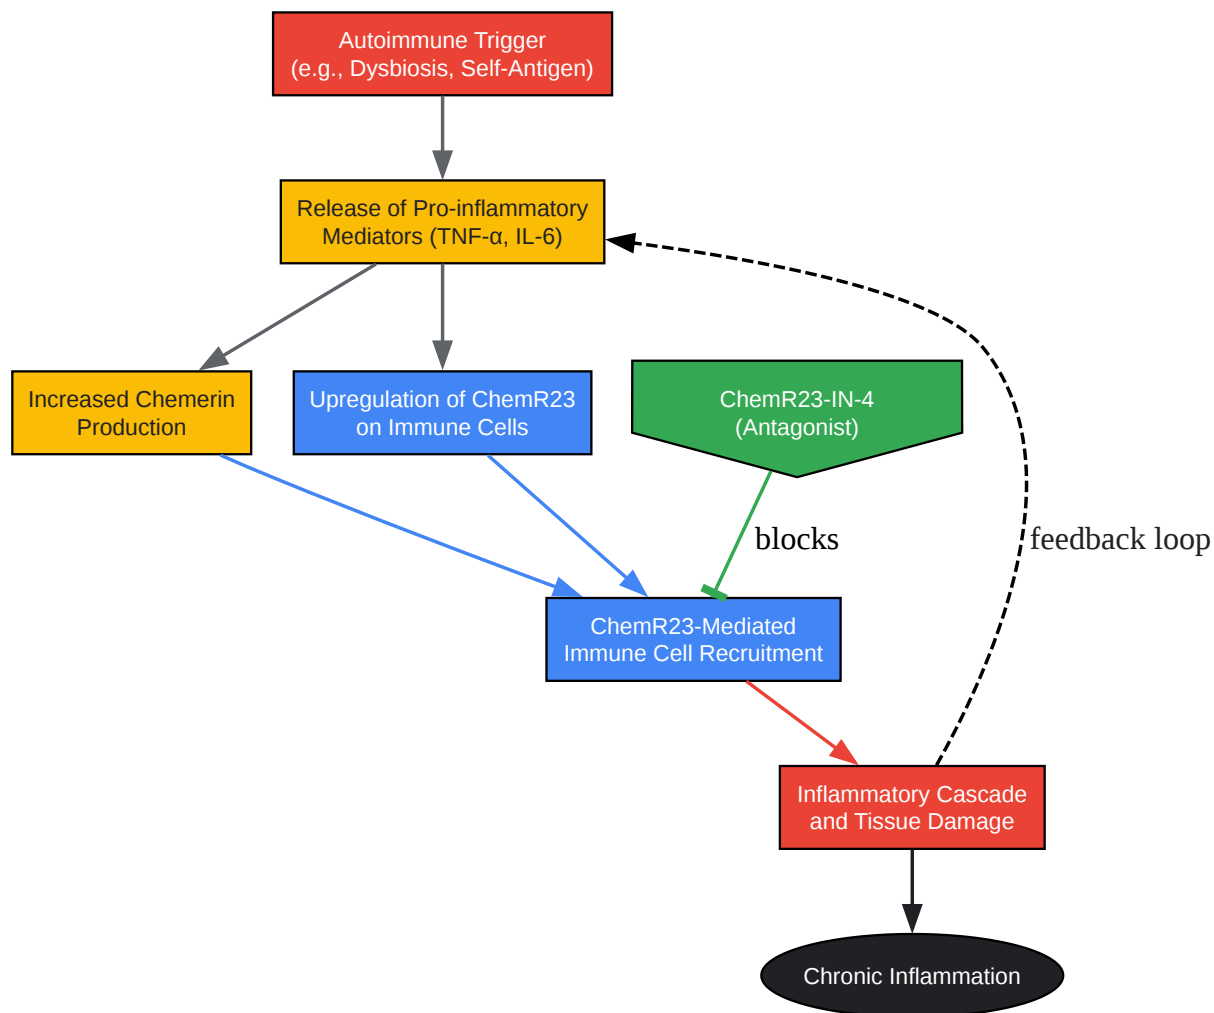 Autoimmune Trigger
(e.g., Dysbiosis, Self-Antigen)
Release of Pro-inflammatory
Mediators (TNF-α, IL-6)
Increased Chemerin
Production
Upregulation of ChemR23
on Immune Cells
ChemR23-IN-4
(Antagonist)
blocks
feedback loop
ChemR23-Mediated
Immune Cell Recruitment
Inflammatory Cascade
and Tissue Damage
Chronic Inflammation